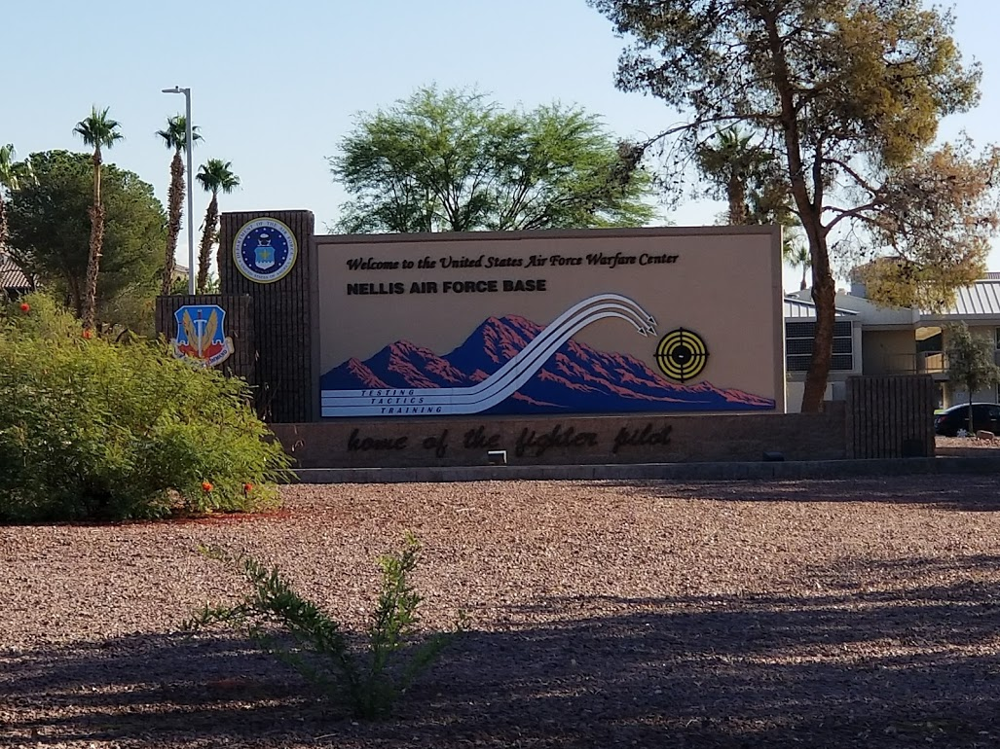 Welcome to the United States Air Force Warfare Center
NELLIS AIR FORCE BASE
TESTING
TACTICS
TRAINING
home of the fighter pilot